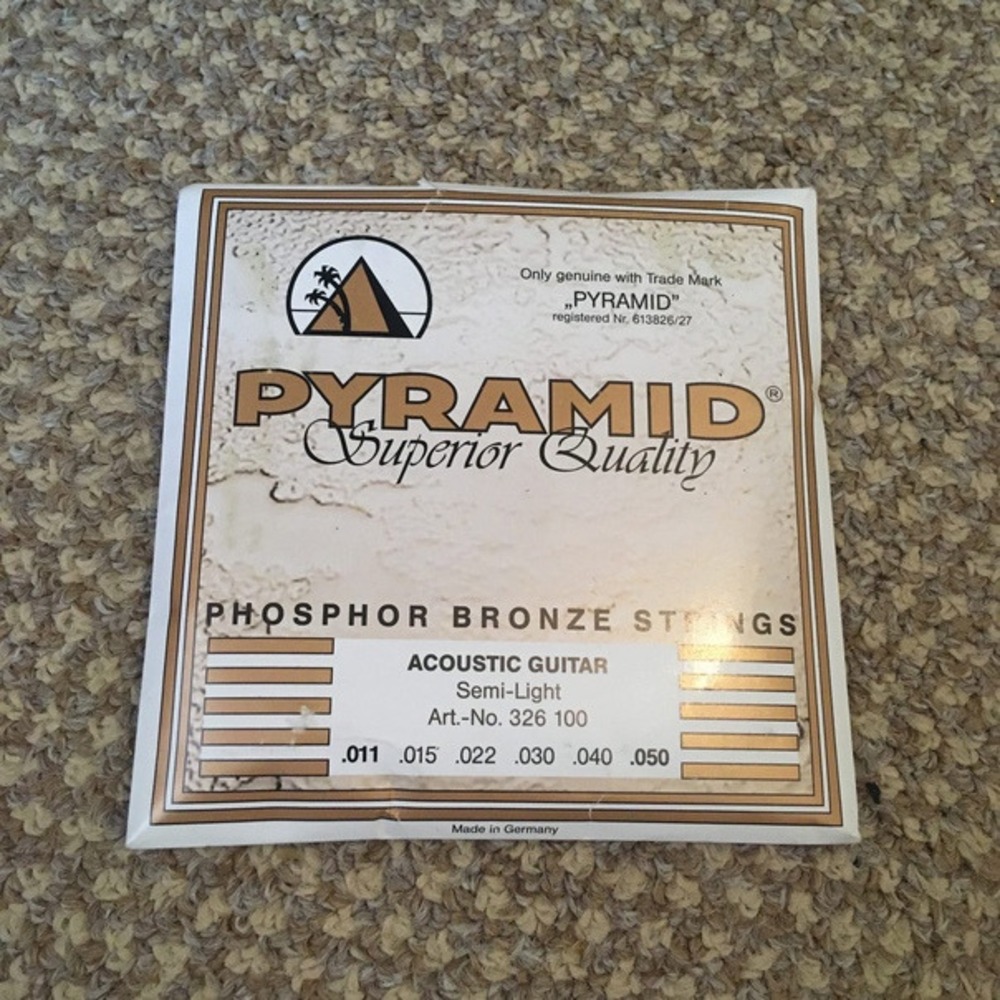 Only genuine with Trade Mark
„PYRAMID”
registered Nr. 613826/27
PYRAMID®
Superior Quality
PHOSPHOR BRONZE STRINGS
ACOUSTIC GUITAR
Semi-Light
Art.-No. 326 100
.011 .015 .022 .030 .040 .050
Made in Germany